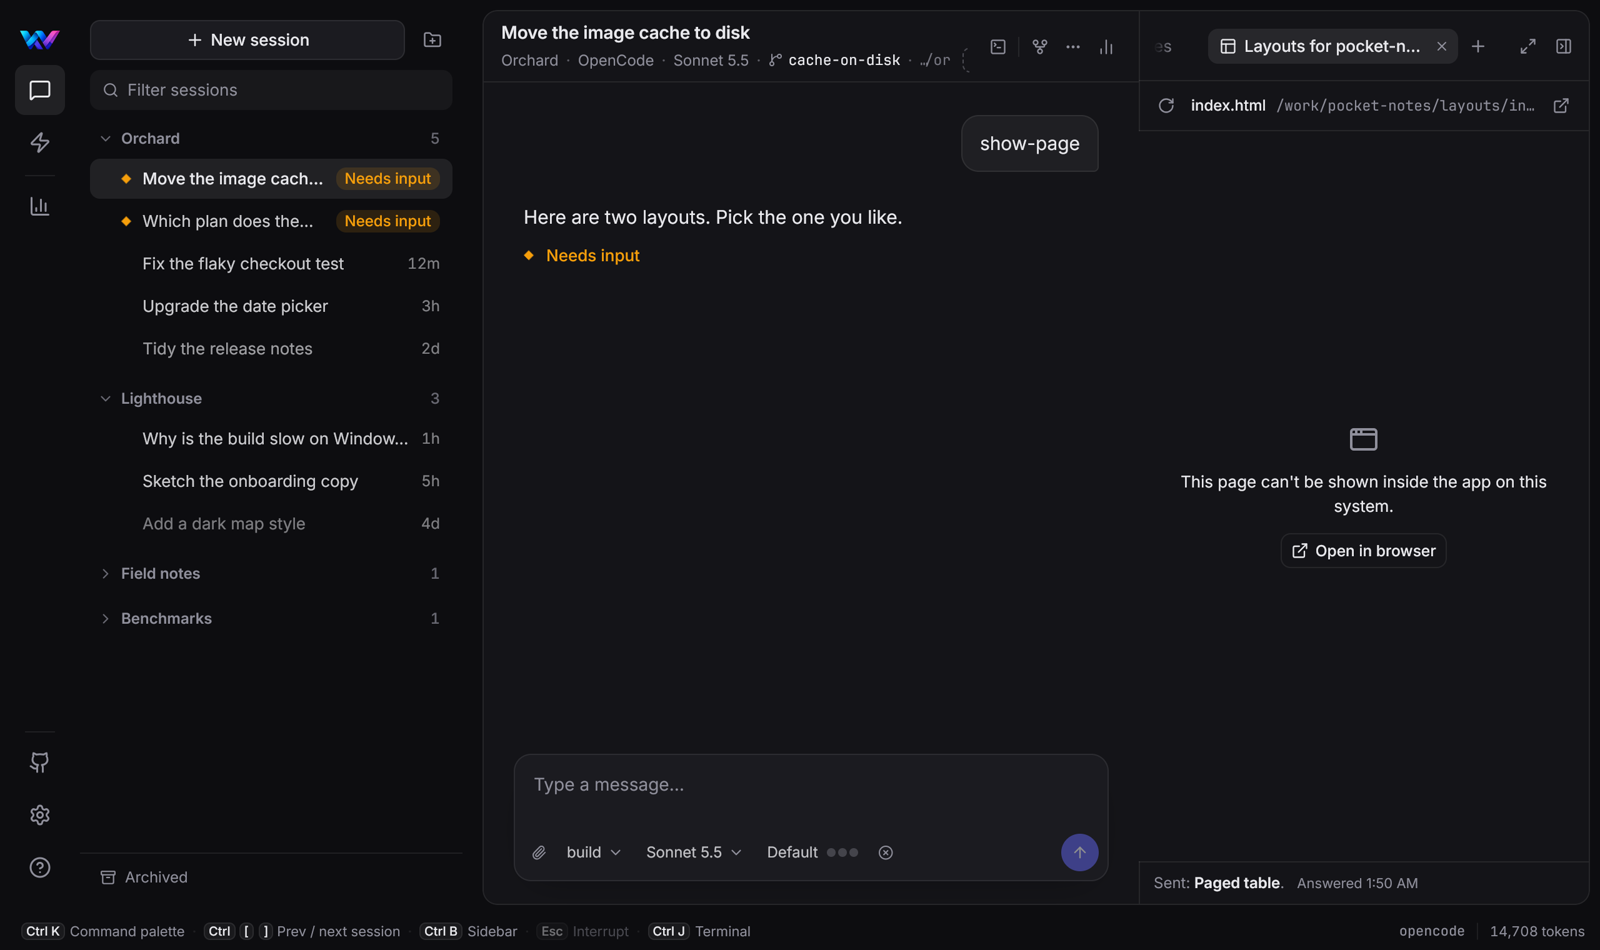 New session
Filter sessions
Orchard 5
Move the image cach... Needs input
Which plan does the... Needs input
Fix the flaky checkout test 12m
Upgrade the date picker 3h
Tidy the release notes 2d
Lighthouse 3
Why is the build slow on Window... 1h
Sketch the onboarding copy 5h
Add a dark map style 4d
Field notes 1
Benchmarks 1
Archived
Move the image cache to disk
Orchard · OpenCode · Sonnet 5.5 · cache-on-disk · …/or
show-page
Here are two layouts. Pick the one you like.
Needs input
Type a message...
build Sonnet 5.5 Default
es Layouts for pocket-n...
index.html /work/pocket-notes/layouts/in…
This page can't be shown inside the app on this
system.
Open in browser
Sent: Paged table. Answered 1:50 AM
Ctrl K Command palette · Ctrl [ ] Prev / next session · Ctrl B Sidebar · Esc Interrupt · Ctrl J Terminal
opencode 14,708 tokens